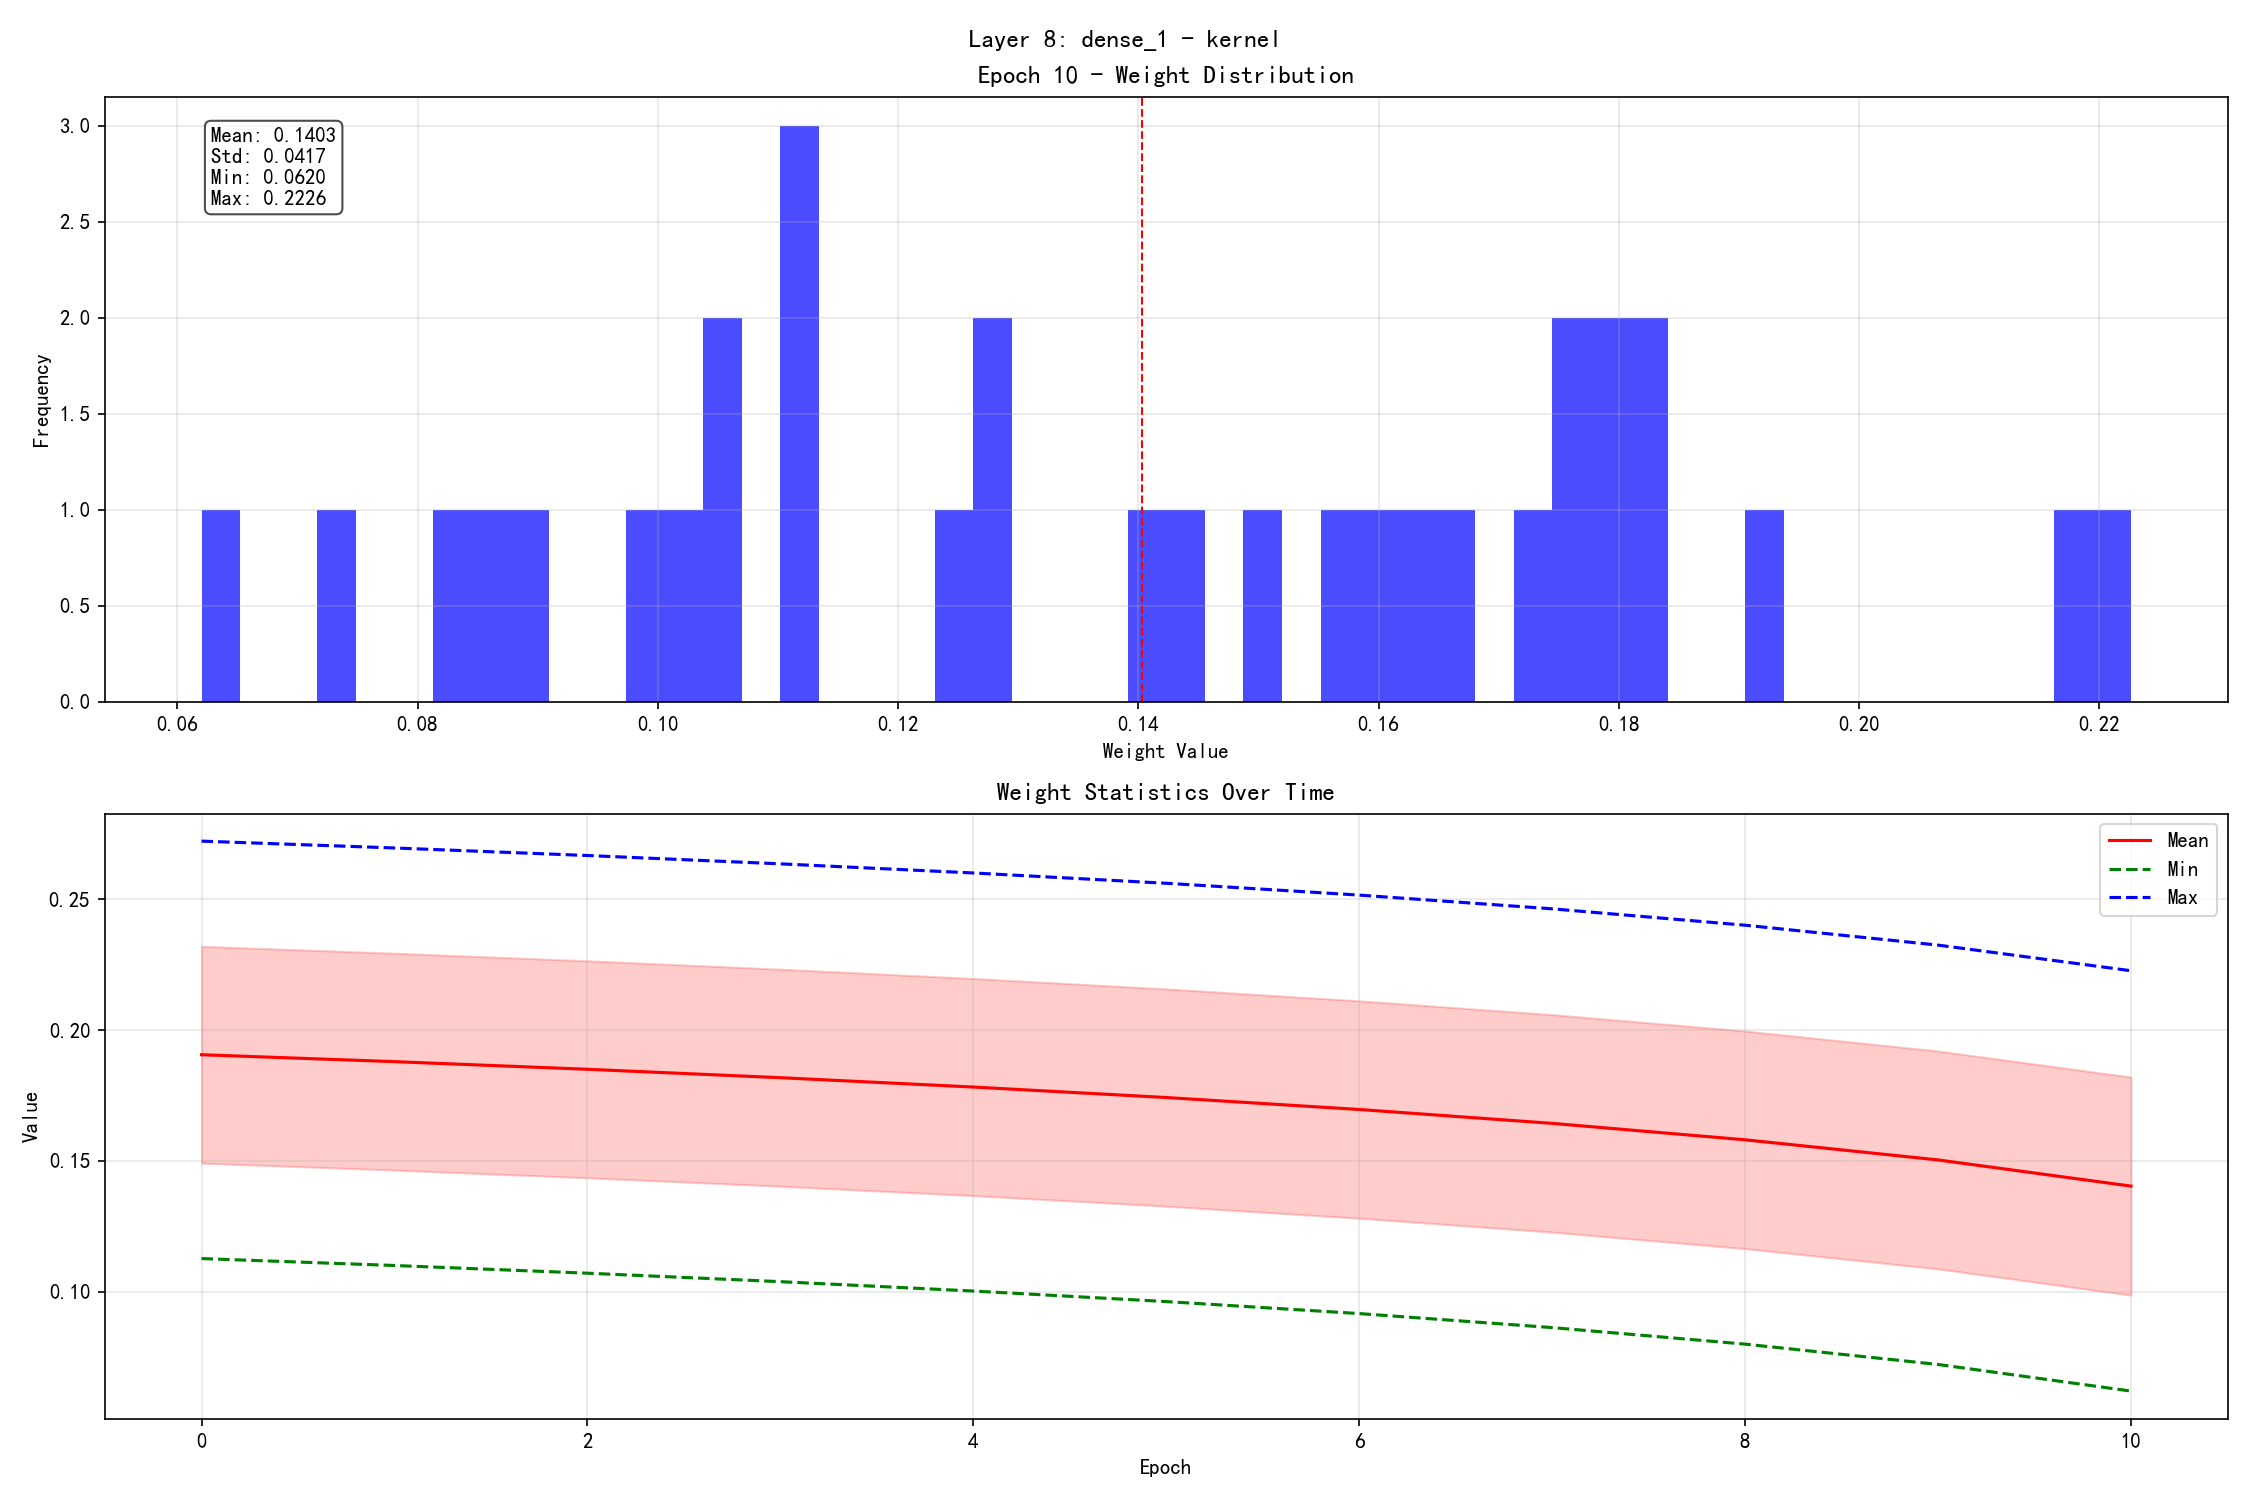 Layer 8: dense_1 - kernel
Epoch 10 - Weight Distribution
Mean: 0.1403
Std: 0.0417
Min: 0.0620
Max: 0.2226
Frequency
3.0
2.5
2.0
1.5
1.0
0.5
0.0
0.06 0.08 0.10 0.12 0.14 0.16 0.18 0.20 0.22
Weight Value
Weight Statistics Over Time
Mean
Min
Max
Value
0.25
0.20
0.15
0.10
0 2 4 6 8 10
Epoch